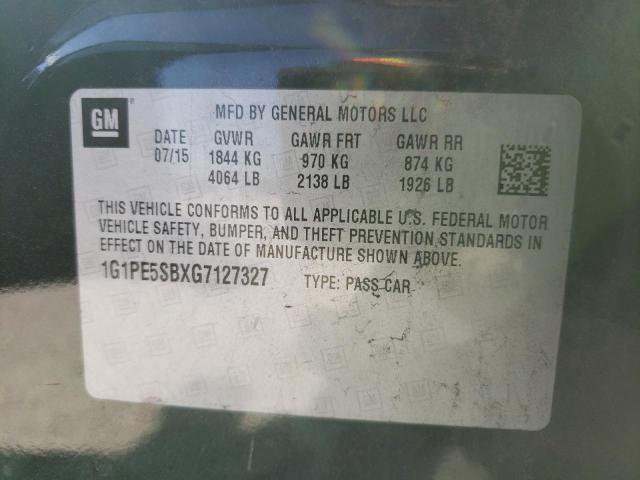 GM
MFD BY GENERAL MOTORS LLC
DATE GVWR GAWR FRT GAWR RR
07/15 1844 KG 970 KG 874 KG
4064 LB 2138 LB 1926 LB
THIS VEHICLE CONFORMS TO ALL APPLICABLE U.S. FEDERAL MOTOR
VEHICLE SAFETY, BUMPER, AND THEFT PREVENTION STANDARDS IN
EFFECT ON THE DATE OF MANUFACTURE SHOWN ABOVE.
1G1PE5SBXG7127327 TYPE: PASS CAR